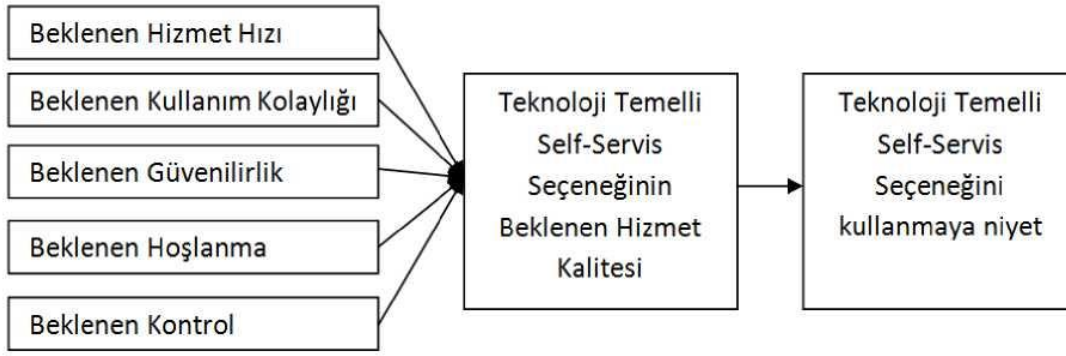 Beklenen Hizmet Hızı
Beklenen Kullanım Kolaylığı
Beklenen Güvenilirlik
Beklenen Hoşlanma
Beklenen Kontrol
Teknoloji Temelli
Self-Servis
Seçeneğinin
Beklenen Hizmet
Kalitesi
Teknoloji Temelli
Self-Servis
Seçeneğini
kullanmaya niyet